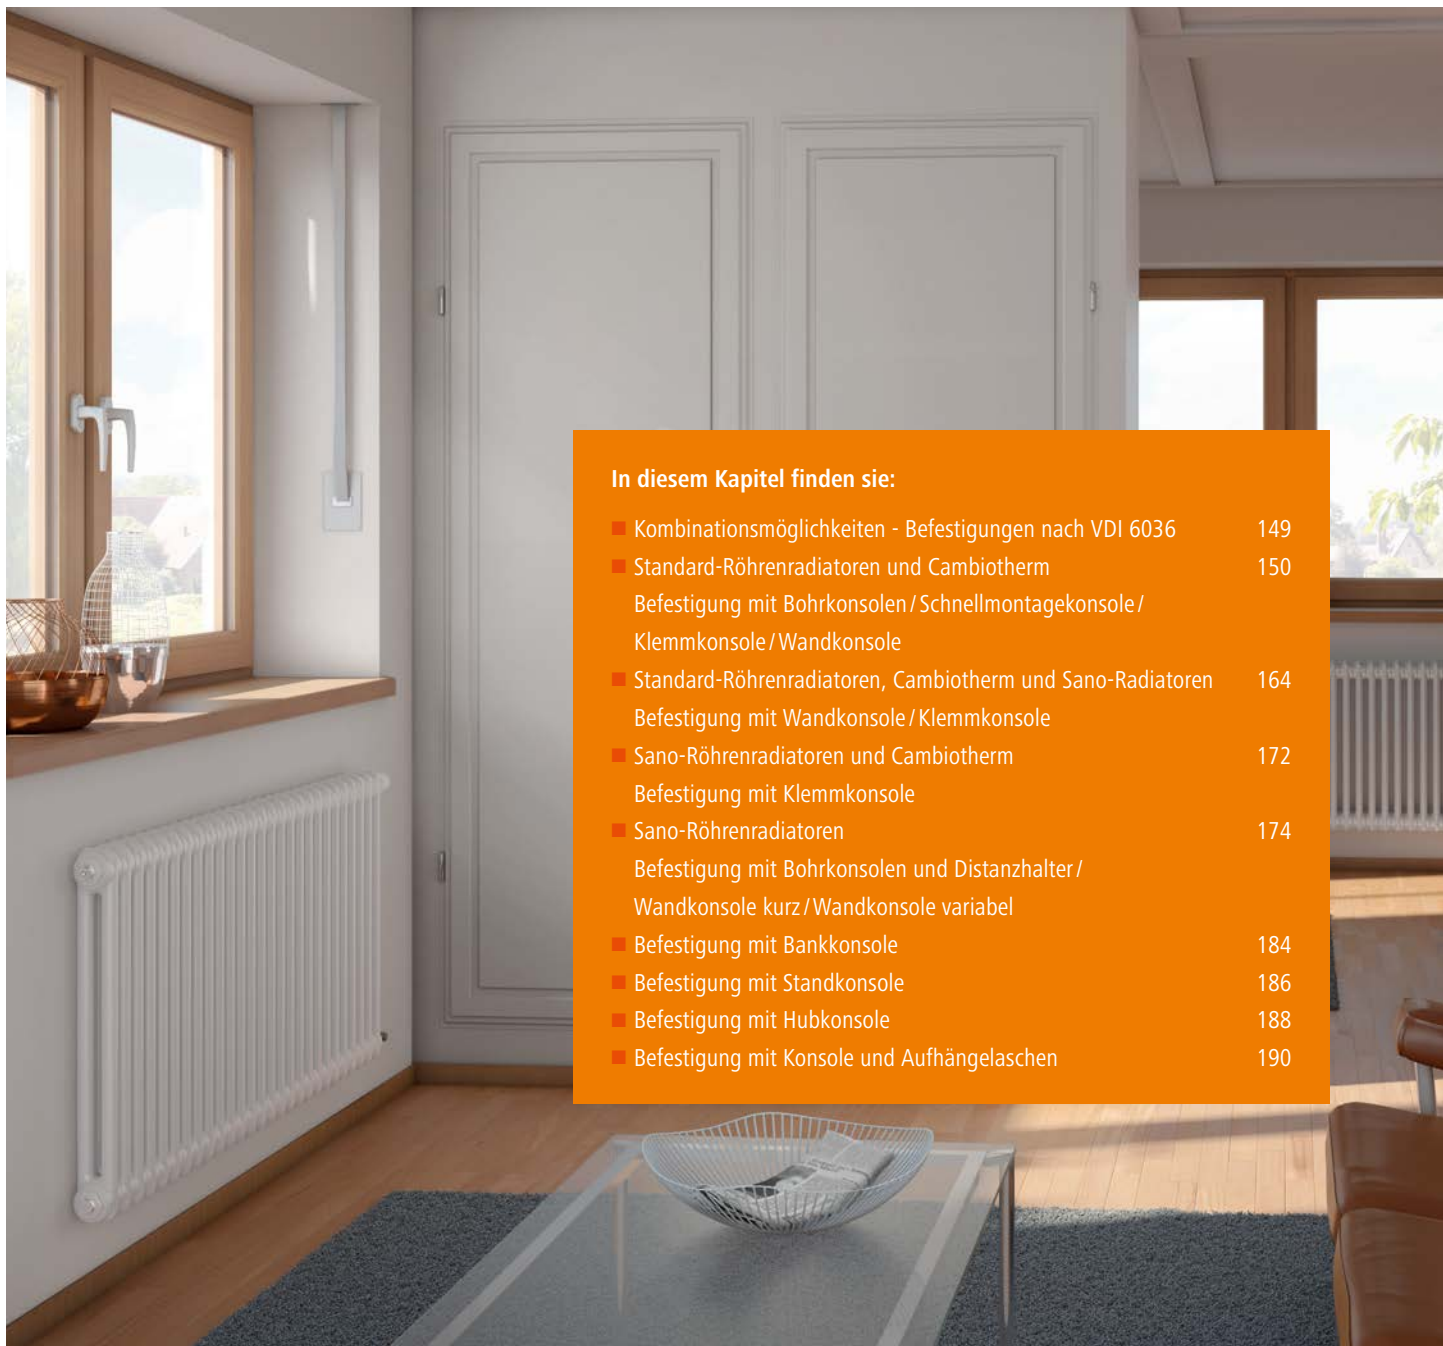 In diesem Kapitel finden sie:
■ Kombinationsmöglichkeiten - Befestigungen nach VDI 6036 149
■ Standard-Röhrenradiatoren und Cambiotherm 150
Befestigung mit Bohrkonsolen / Schnellmontagekonsole /
Klemmkonsole / Wandkonsole
■ Standard-Röhrenradiatoren, Cambiotherm und Sano-Radiatoren 164
Befestigung mit Wandkonsole / Klemmkonsole
■ Sano-Röhrenradiatoren und Cambiotherm 172
Befestigung mit Klemmkonsole
■ Sano-Röhrenradiatoren 174
Befestigung mit Bohrkonsolen und Distanzhalter /
Wandkonsole kurz / Wandkonsole variabel
■ Befestigung mit Bankkonsole 184
■ Befestigung mit Standkonsole 186
■ Befestigung mit Hubkonsole 188
■ Befestigung mit Konsole und Aufhängelaschen 190